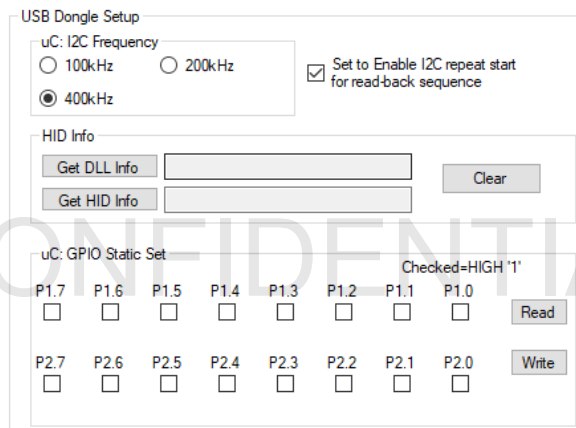 USB Dongle Setup
uC: I2C Frequency
100kHz 200kHz
400kHz
Set to Enable I2C repeat start
for read-back sequence
HID Info
Get DLL Info
Get HID Info
Clear
CONFIDENTIA
uC: GPIO Static Set
Checked=HIGH '1'
P1.7 P1.6 P1.5 P1.4 P1.3 P1.2 P1.1 P1.0
Read
P2.7 P2.6 P2.5 P2.4 P2.3 P2.2 P2.1 P2.0
Write